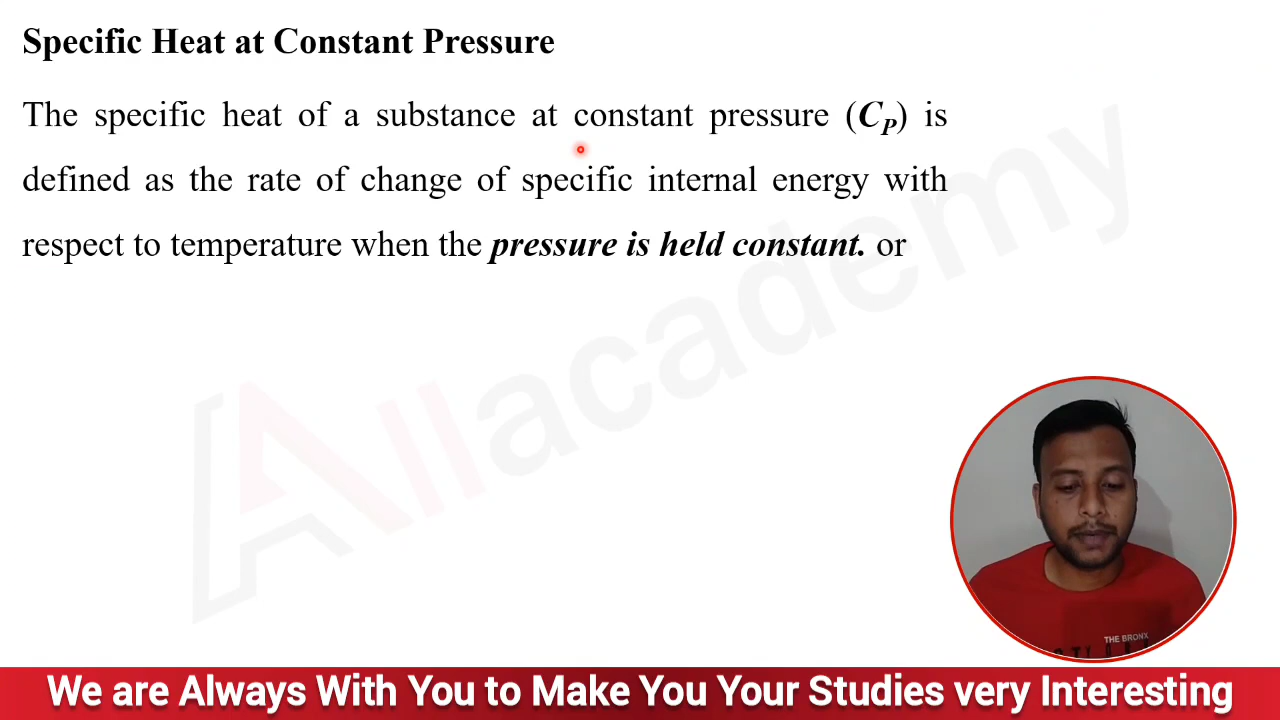 Specific Heat at Constant Pressure
The specific heat of a substance at constant pressure (C_P) is
defined as the rate of change of specific internal energy with
respect to temperature when the pressure is held constant. or
Allacademy
THE BRONX
We are Always With You to Make You Your Studies very Interesting